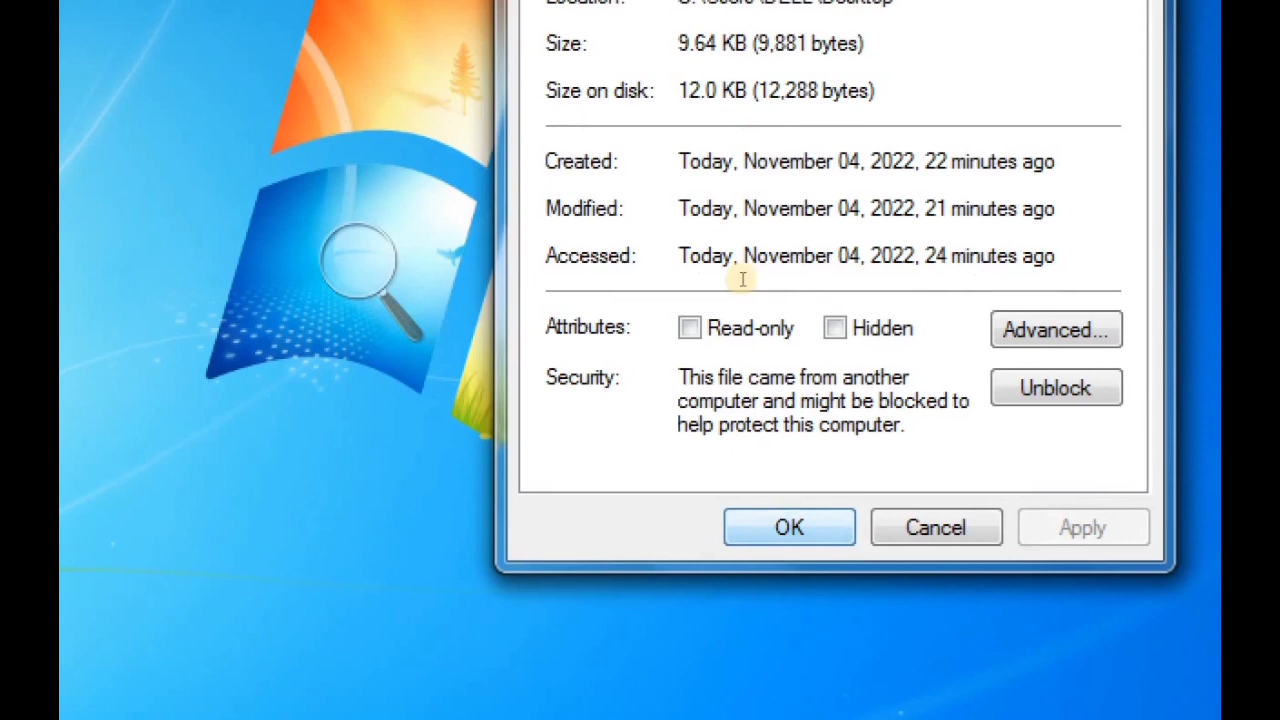 Size: 9.64 KB (9,881 bytes)
Size on disk: 12.0 KB (12,288 bytes)
Created: Today, November 04, 2022, 22 minutes ago
Modified: Today, November 04, 2022, 21 minutes ago
Accessed: Today, November 04, 2022, 24 minutes ago
Attributes: Read-only Hidden Advanced...
Security: This file came from another
computer and might be blocked to
help protect this computer.
Unblock
OK Cancel Apply